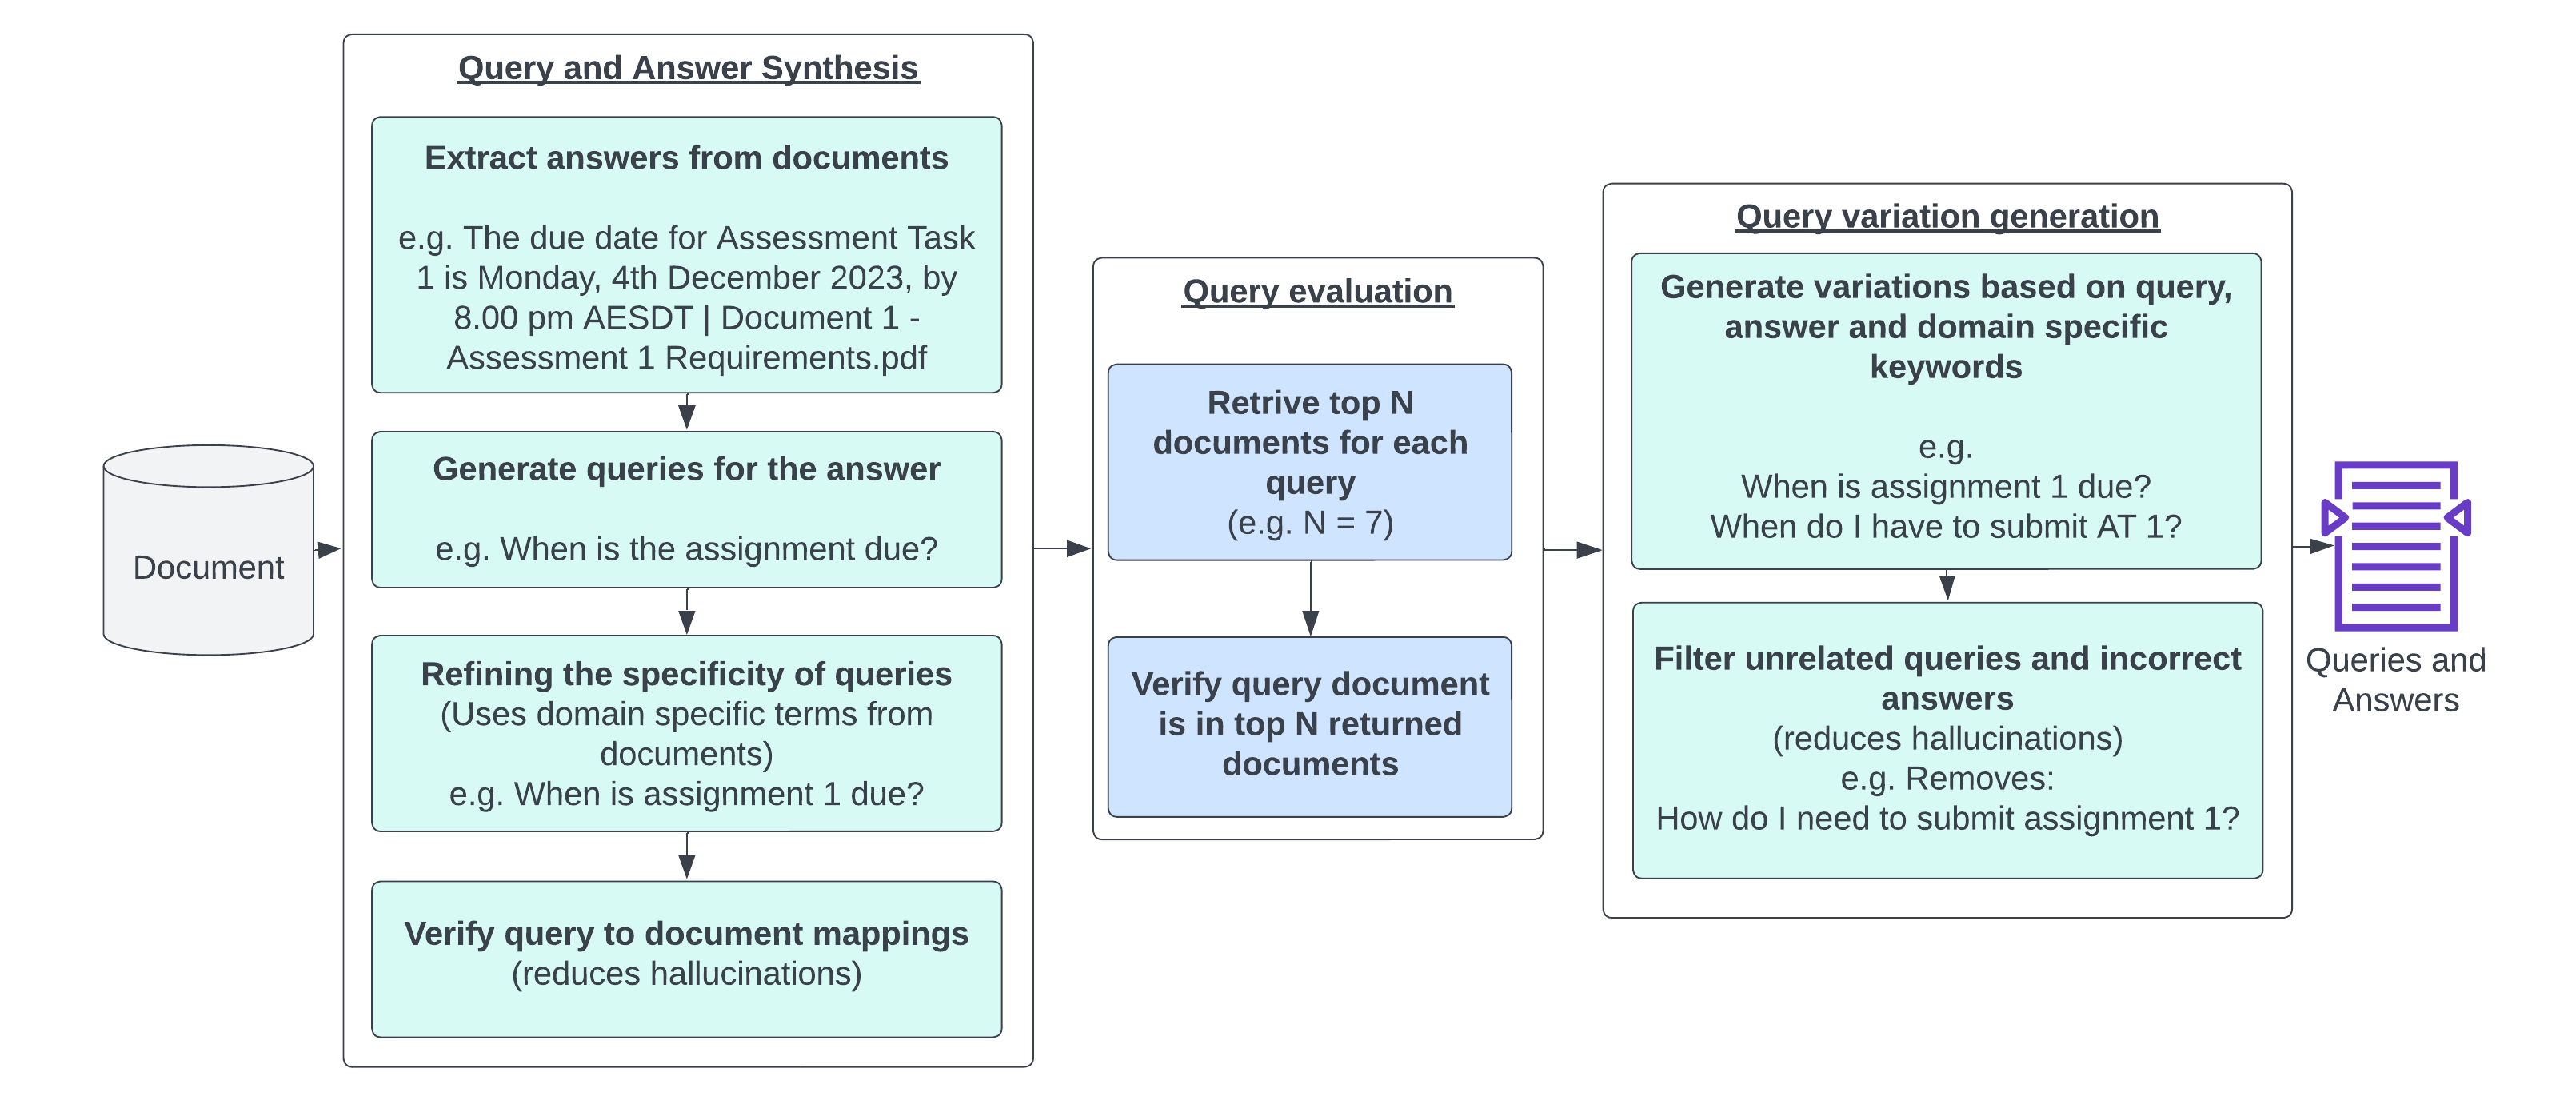 Document
Query and Answer Synthesis
Extract answers from documents
e.g. The due date for Assessment Task
1 is Monday, 4th December 2023, by
8.00 pm AESDT | Document 1 -
Assessment 1 Requirements.pdf
Generate queries for the answer
e.g. When is the assignment due?
Refining the specificity of queries
(Uses domain specific terms from
documents)
e.g. When is assignment 1 due?
Verify query to document mappings
(reduces hallucinations)
Query evaluation
Retrive top N
documents for each
query
(e.g. N = 7)
Verify query document
is in top N returned
documents
Query variation generation
Generate variations based on query,
answer and domain specific
keywords
e.g.
When is assignment 1 due?
When do I have to submit AT 1?
Filter unrelated queries and incorrect
answers
(reduces hallucinations)
e.g. Removes:
How do I need to submit assignment 1?
Queries and
Answers